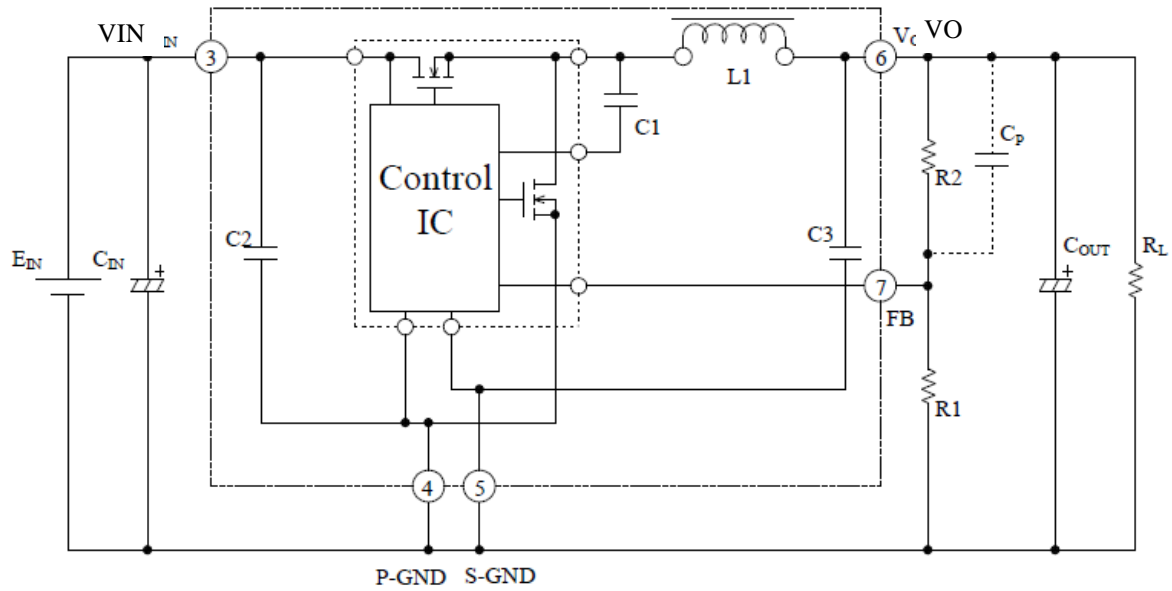 VIN
IN
3
6
VO
L1
C1
CP
R2
Control
IC
C2
C3
EIN
CIN
COUT
RL
7
FB
R1
4
5
P-GND
S-GND